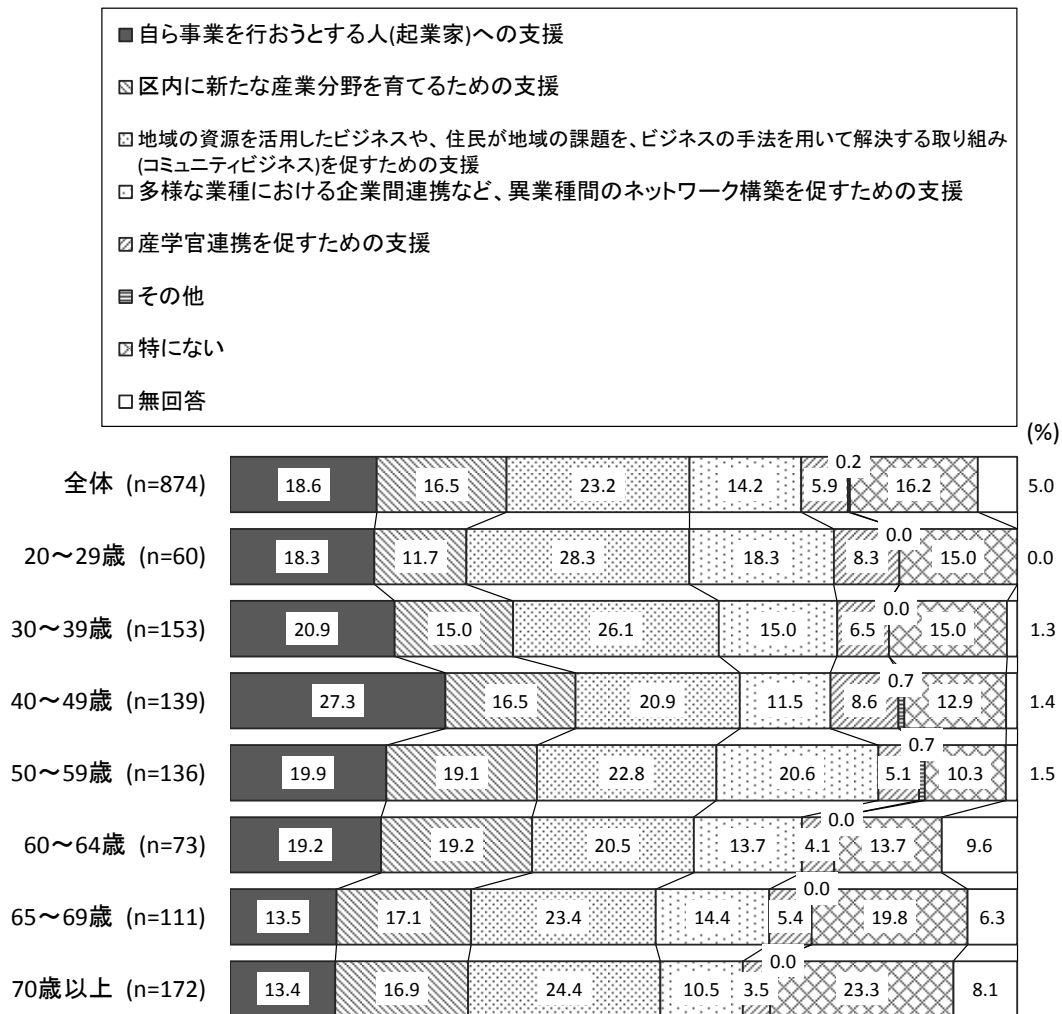 自ら事業を行おうとする人(起業家)への支援
区内に新たな産業分野を育てるための支援
地域の資源を活用したビジネスや、住民が地域の課題を、ビジネスの手法を用いて解決する取り組み
(コミュニティビジネス)を促すための支援
多様な業種における企業間連携など、異業種間のネットワーク構築を促すための支援
産学官連携を促すための支援
その他
特にない
無回答
(%)
全体 (n=874) 18.6 16.5 23.2 14.2 5.9 0.2 16.2 5.0
20～29歳 (n=60) 18.3 11.7 28.3 18.3 8.3 0.0 15.0 0.0
30～39歳 (n=153) 20.9 15.0 26.1 15.0 6.5 0.0 15.0 1.3
40～49歳 (n=139) 27.3 16.5 20.9 11.5 8.6 0.7 12.9 1.4
50～59歳 (n=136) 19.9 19.1 22.8 20.6 5.1 0.7 10.3 1.5
60～64歳 (n=73) 19.2 19.2 20.5 13.7 4.1 0.0 13.7 9.6
65～69歳 (n=111) 13.5 17.1 23.4 14.4 5.4 0.0 19.8 6.3
70歳以上 (n=172) 13.4 16.9 24.4 10.5 3.5 0.0 23.3 8.1